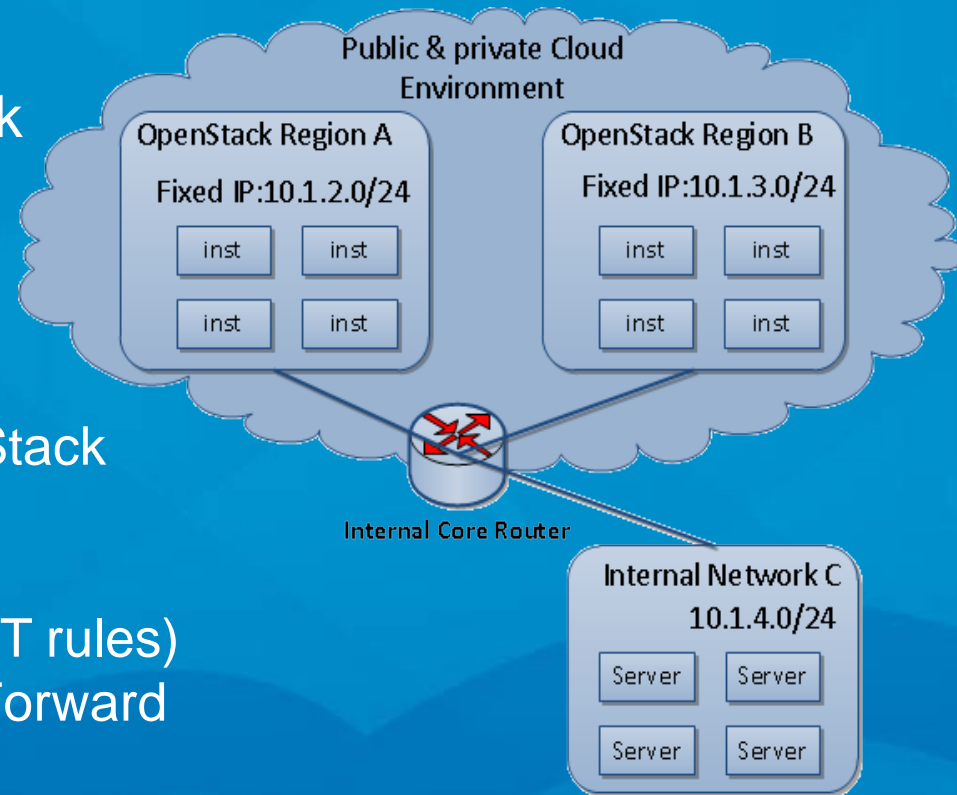 k
Stack
T rules)
Forward
Public & private Cloud
Environment
OpenStack Region A
Fixed IP:10.1.2.0/24
inst inst
inst inst
OpenStack Region B
Fixed IP:10.1.3.0/24
inst inst
inst inst
Internal Core Router
Internal Network C
10.1.4.0/24
Server Server
Server Server